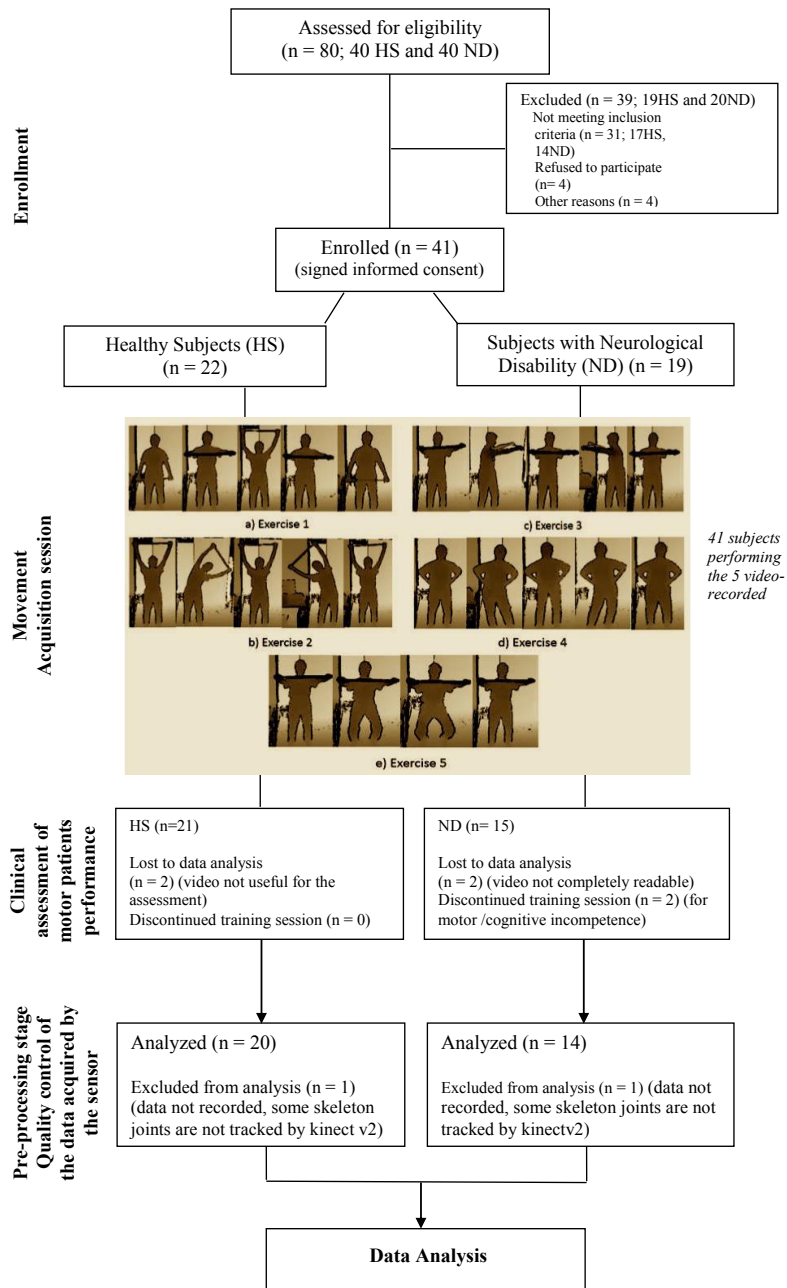 Assessed for eligibility
(n = 80; 40 HS and 40 ND)
Excluded (n = 39; 19HS and 20ND)
Not meeting inclusion
criteria (n = 31; 17HS,
14ND)
Refused to participate
(n= 4)
Other reasons (n = 4)
Enrollment
Enrolled (n = 41)
(signed informed consent)
Healthy Subjects (HS)
(n = 22)
Subjects with Neurological
Disability (ND) (n = 19)
Movement
Acquisition session
a) Exercise 1
c) Exercise 3
b) Exercise 2
d) Exercise 4
e) Exercise 5
41 subjects
performing
the 5 video-
recorded
Clinical
assessment of
motor patients
performance
HS (n=21)
Lost to data analysis
(n = 2) (video not useful for the
assessment)
Discontinued training session (n = 0)
ND (n= 15)
Lost to data analysis
(n = 2) (video not completely readable)
Discontinued training session (n = 2) (for
motor /cognitive incompetence)
Pre-processing stage
Quality control of
the data acquired by
the sensor
Analyzed (n = 20)
Excluded from analysis (n = 1)
(data not recorded, some skeleton
joints are not tracked by kinect v2)
Analyzed (n = 14)
Excluded from analysis (n = 1) (data not
recorded, some skeleton joints are not
tracked by kinectv2)
Data Analysis